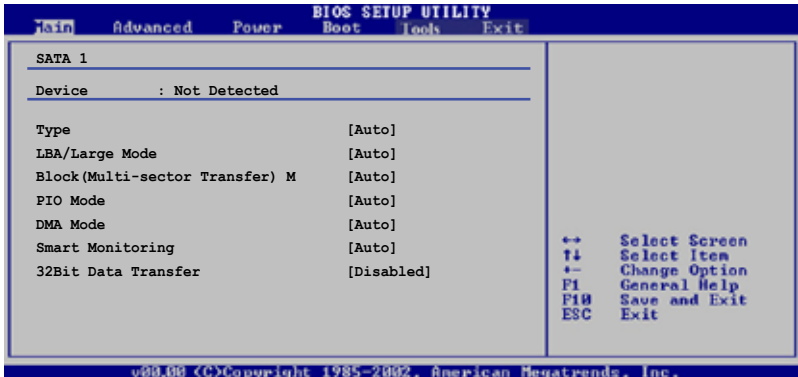 BIOS SETUP UTILITY
Main Advanced Power Boot Tools Exit
SATA 1
Device : Not Detected
Type [Auto]
LBA/Large Mode [Auto]
Block(Multi-sector Transfer) M [Auto]
PIO Mode [Auto]
DMA Mode [Auto]
Smart Monitoring [Auto]
32Bit Data Transfer [Disabled]
←→ Select Screen
↑↓ Select Item
+- Change Option
F1 General Help
F10 Save and Exit
ESC Exit
v00.00 (C)Copyright 1985-2002, American Megatrends, Inc.